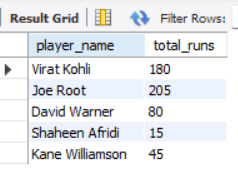 Result Grid Filter Rows:
player_name total_runs
Virat Kohli 180
Joe Root 205
David Warner 80
Shaheen Afridi 15
Kane Williamson 45